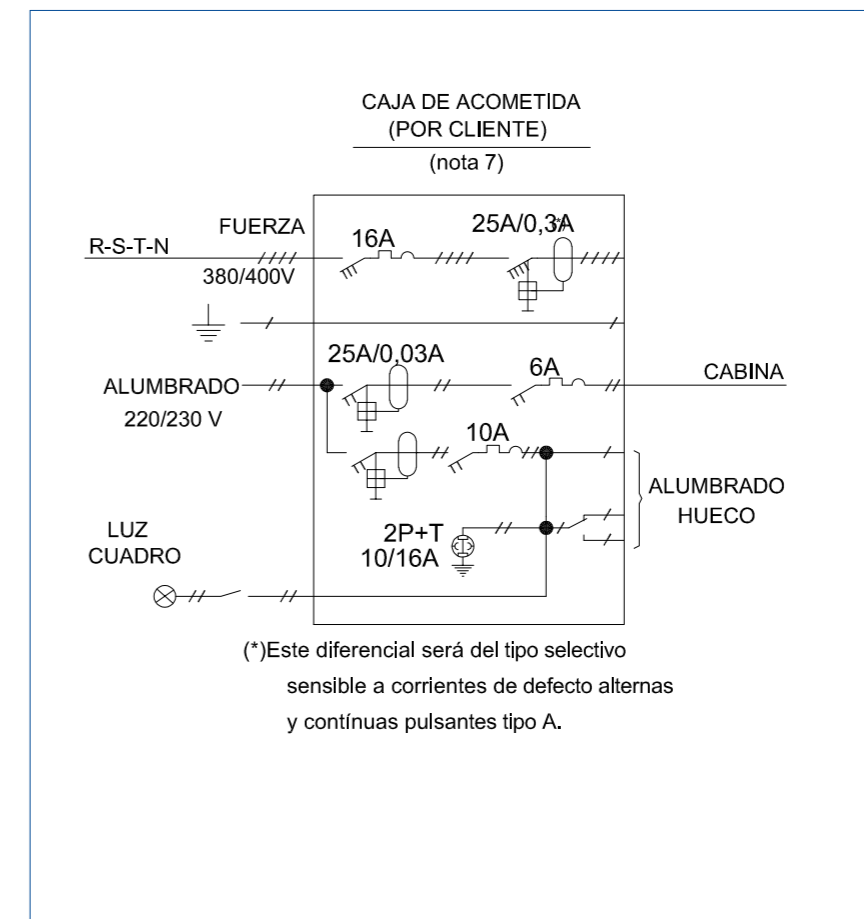 CAJA DE ACOMETIDA
(POR CLIENTE)
(nota 7)
R-S-T-N
FUERZA
380/400V
16A
25A/0,3A
(*)
25A/0,03A
ALUMBRADO
220/230 V
6A
CABINA
10A
ALUMBRADO
HUECO
2P+T
10/16A
LUZ
CUADRO
(*)Este diferencial será del tipo selectivo
sensible a corrientes de defecto alternas
y contínuas pulsantes tipo A.